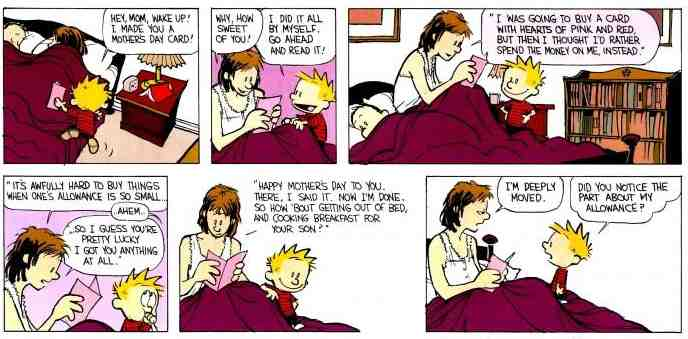 HEY, MOM, WAKE UP!
I MADE YOU A
MOTHER'S DAY CARD!
WHY, HOW
SWEET
OF YOU!
I DID IT ALL
BY MYSELF.
GO AHEAD
AND READ IT!
"I WAS GOING TO BUY A CARD
WITH HEARTS OF PINK AND RED,
BUT THEN I THOUGHT I'D RATHER
SPEND THE MONEY ON ME, INSTEAD."
"IT'S AWFULLY HARD TO BUY THINGS
WHEN ONE'S ALLOWANCE IS SO SMALL...
...AHEM...
...SO I GUESS YOU'RE
PRETTY LUCKY
I GOT YOU ANYTHING
AT ALL."
"HAPPY MOTHER'S DAY TO YOU.
THERE, I SAID IT. NOW I'M DONE.
SO HOW 'BOUT GETTING OUT OF BED,
AND COOKING BREAKFAST FOR
YOUR SON?"
I'M DEEPLY
MOVED.
DID YOU NOTICE THE
PART ABOUT MY
ALLOWANCE?